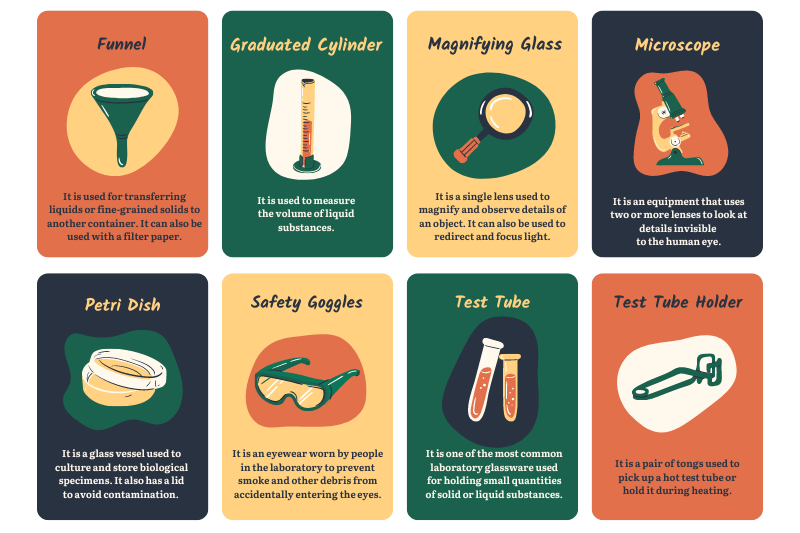 Funnel
It is used for transferring
liquids or fine-grained solids to
another container. It can also be
used with a filter paper.
Graduated Cylinder
It is used to measure
the volume of liquid
substances.
Magnifying Glass
It is a single lens used to
magnify and observe details of
an object. It can also be used to
redirect and focus light.
Microscope
It is an equipment that uses
two or more lenses to look at
details invisible
to the human eye.
Petri Dish
It is a glass vessel used to
culture and store biological
specimens. It also has a lid
to avoid contamination.
Safety Goggles
It is an eyewear worn by people
in the laboratory to prevent
smoke and other debris from
accidentally entering the eyes.
Test Tube
It is one of the most common
laboratory glassware used
for holding small quantities
of solid or liquid substances.
Test Tube Holder
It is a pair of tongs used to
pick up a hot test tube or
hold it during heating.